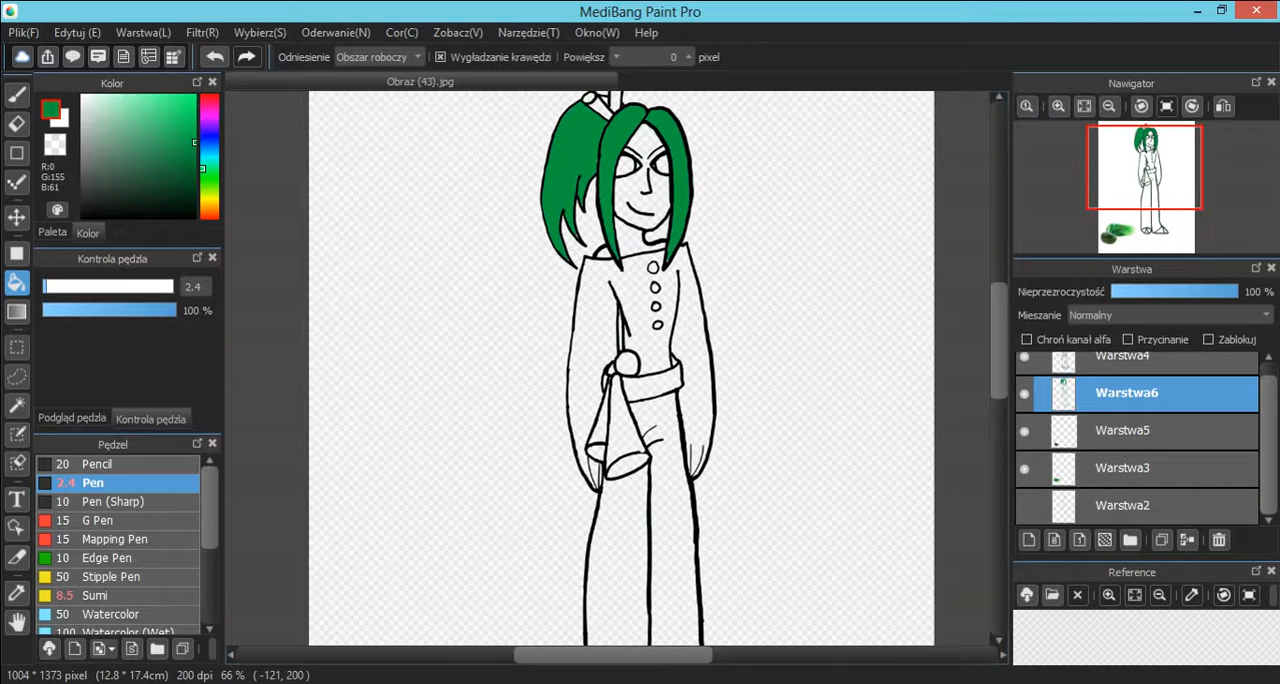 MediBang Paint Pro
Plik(F) Edytuj (E) Warstwa(L) Filtr(R) Wybierz(S) Oderwanie(N) Cor(C) Zobacz(V) Narzędzie(T) Okno(W) Help
Odniesienie Obszar roboczy Wygładzanie krawędzi Powiększ 0 pixel
Kolor
Obraz (43).jpg
Nawigator
R:0
G:155
B:61
Paleta Kolor
Kontrola pędzla
2.4
100 %
Podgląd pędzla Kontrola pędzla
Pędzel
20 Pencil
2.4 Pen
10 Pen (Sharp)
15 G Pen
15 Mapping Pen
10 Edge Pen
50 Stipple Pen
8.5 Sumi
50 Watercolor
100 Watercolor (Wet)
Warstwa
Nieprzezroczystość 100 %
Mieszanie Normalny
Chroń kanał alfa Przycinanie Zablokuj
Warstwa4
Warstwa6
Warstwa5
Warstwa3
Warstwa2
Reference
1004 * 1373 pixel (12.8 * 17.4cm) 200 dpi 66 % ( -121, 200 )